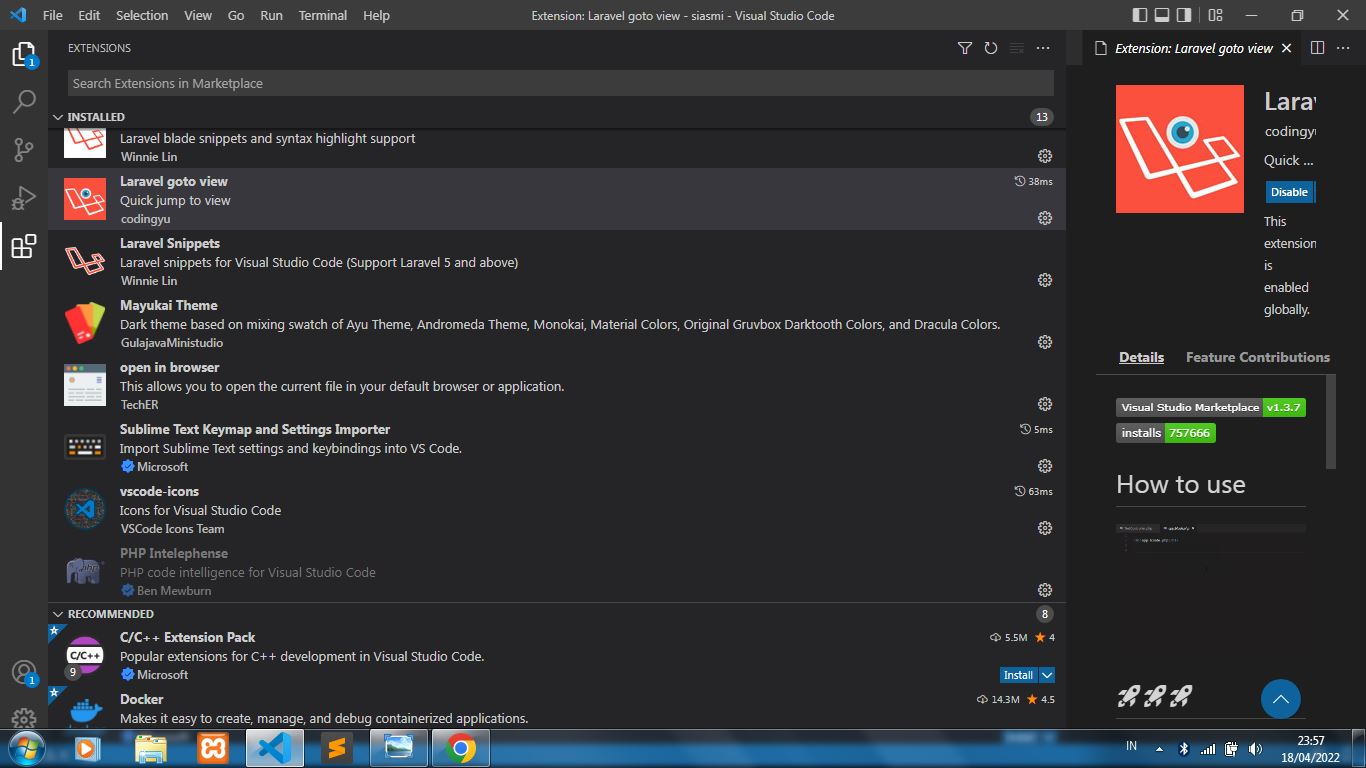 File Edit Selection View Go Run Terminal Help
Extension: Laravel goto view - siasmi - Visual Studio Code
1
EXTENSIONS
Search Extensions in Marketplace
INSTALLED 13
Laravel blade snippets and syntax highlight support
Winnie Lin
Laravel goto view 38ms
Quick jump to view
codingyu
Laravel Snippets
Laravel snippets for Visual Studio Code (Support Laravel 5 and above)
Winnie Lin
Mayukai Theme
Dark theme based on mixing swatch of Ayu Theme, Andromeda Theme, Monokai, Material Colors, Original Gruvbox Darktooth Colors, and Dracula Colors.
GulajavaMinistudio
open in browser
This allows you to open the current file in your default browser or application.
TechER
Sublime Text Keymap and Settings Importer 5ms
Import Sublime Text settings and keybindings into VS Code.
Microsoft
vscode-icons 63ms
Icons for Visual Studio Code
VSCode Icons Team
PHP Intelephense
PHP code intelligence for Visual Studio Code
php
Ben Mewburn
RECOMMENDED 8
C/C++ Extension Pack 5.5M 4
Popular extensions for C++ development in Visual Studio Code.
C/C++
9
Microsoft Install
Docker 14.3M 4.5
Makes it easy to create, manage, and debug containerized applications.
1
Extension: Laravel goto view
Larav
codingyu
Quick ...
Disable
This
extension
is
enabled
globally.
Details Feature Contributions
Visual Studio Marketplace v1.3.7
installs 757666
How to use
IN
23:57
18/04/2022